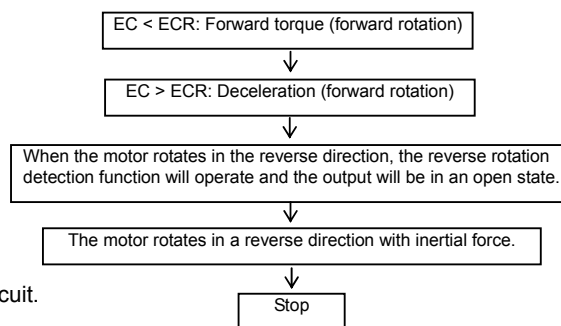 EC < ECR: Forward torque (forward rotation)
EC > ECR: Deceleration (forward rotation)
When the motor rotates in the reverse direction, the reverse rotation
detection function will operate and the output will be in an open state.
The motor rotates in a reverse direction with inertial force.
cuit.
Stop